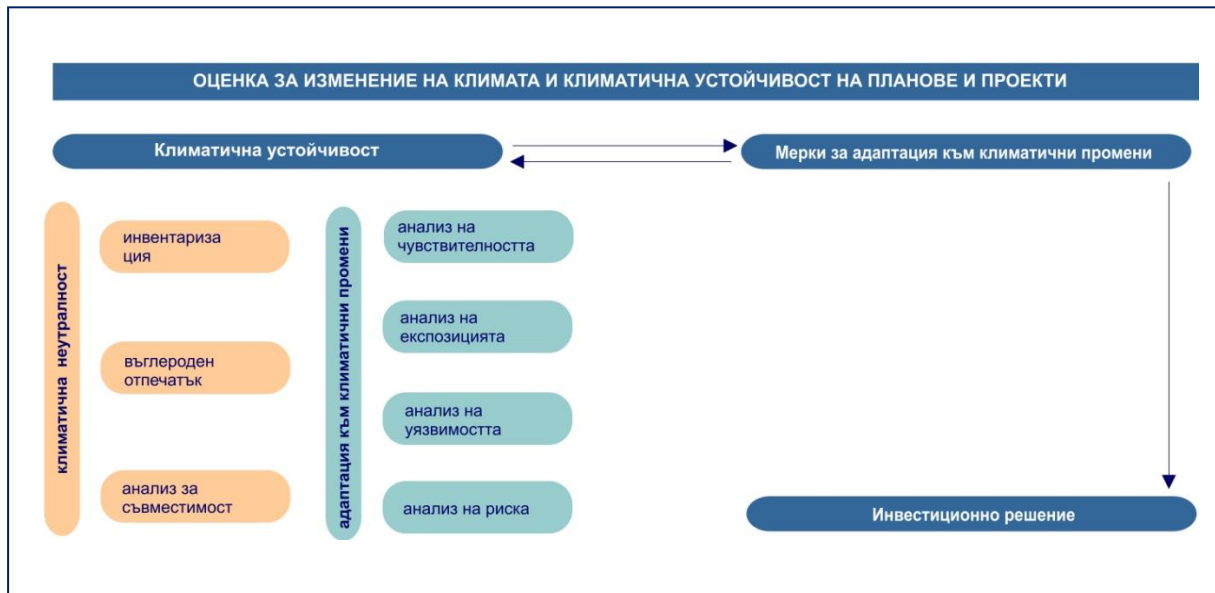 ОЦЕНКА ЗА ИЗМЕНЕНИЕ НА КЛИМАТА И КЛИМАТИЧНА УСТОЙЧИВОСТ НА ПЛАНОВЕ И ПРОЕКТИ
Климатична устойчивост
Мерки за адаптация към климатични промени
климатична неутралност
инвентариза
ция
въглероден
отпечатък
анализ за
съвместимост
адаптация към климатични промени
анализ на
чувствителността
анализ на
експозицията
анализ на
уязвимостта
анализ на риска
Инвестиционно решение